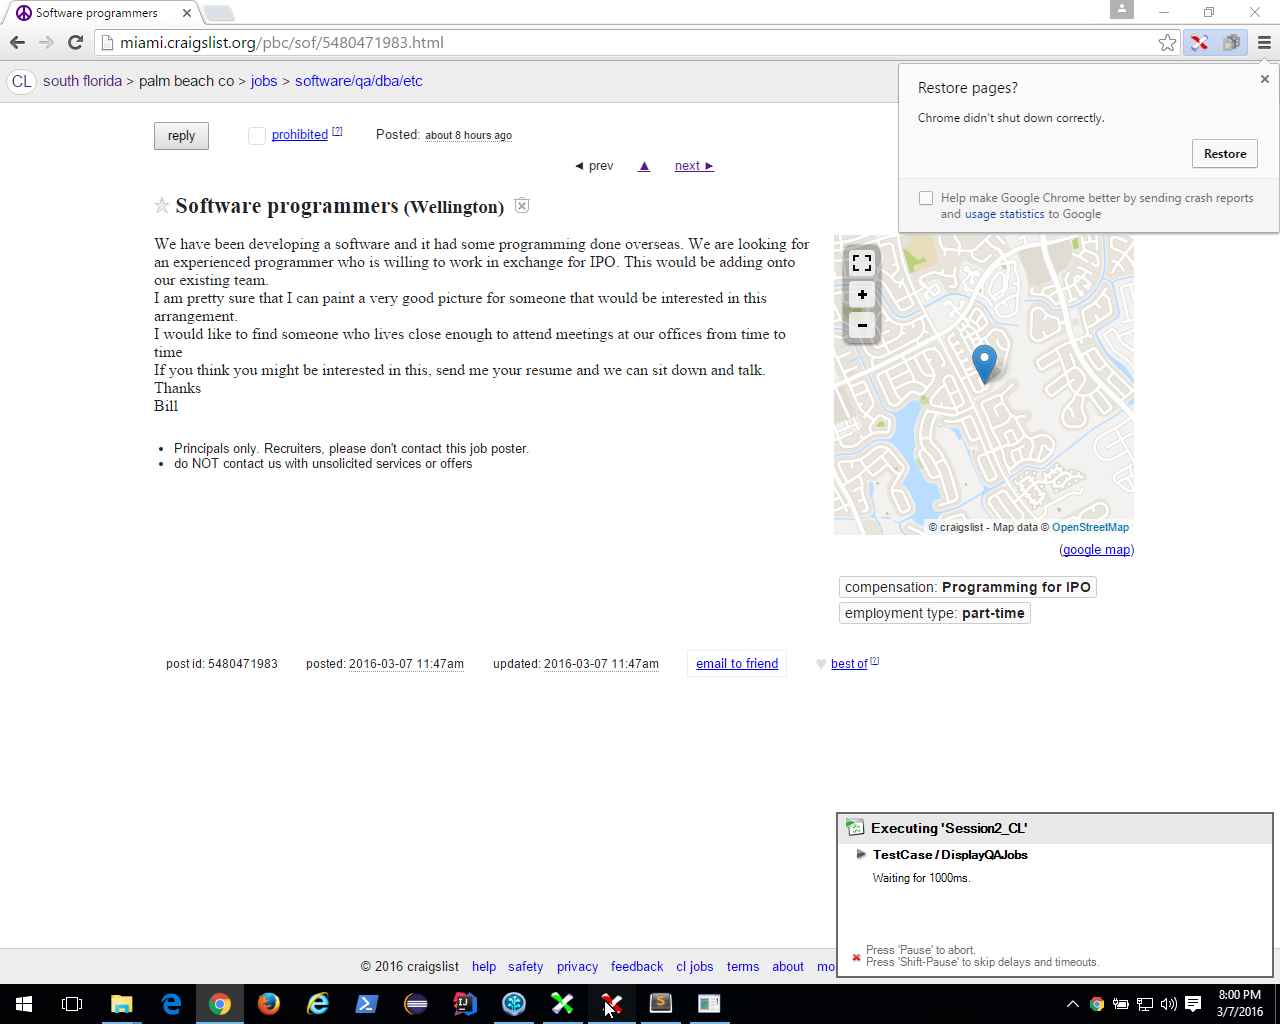 Software programmers
miami.craigslist.org/pbc/sof/5480471983.html
CL south florida > palm beach co > jobs > software/qa/dba/etc
Restore pages?
Chrome didn't shut down correctly.
Restore
Help make Google Chrome better by sending crash reports
and usage statistics to Google
reply
prohibited [?]
Posted: about 8 hours ago
◄ prev ▲ next ►
Software programmers (Wellington)
We have been developing a software and it had some programming done overseas. We are looking for
an experienced programmer who is willing to work in exchange for IPO. This would be adding onto
our existing team.
I am pretty sure that I can paint a very good picture for someone that would be interested in this
arrangement.
I would like to find someone who lives close enough to attend meetings at our offices from time to
time
If you think you might be interested in this, send me your resume and we can sit down and talk.
Thanks
Bill
• Principals only. Recruiters, please don't contact this job poster.
• do NOT contact us with unsolicited services or offers
+
−
© craigslist - Map data © OpenStreetMap
(google map)
compensation: Programming for IPO
employment type: part-time
post id: 5480471983
posted: 2016-03-07 11:47am
updated: 2016-03-07 11:47am
email to friend
♥ best of [?]
Executing 'Session2_CL'
TestCase / DisplayQAJobs
Waiting for 1000ms.
Press 'Pause' to abort.
Press 'Shift-Pause' to skip delays and timeouts.
© 2016 craigslist help safety privacy feedback cl jobs terms about mo
IJ
S
8:00 PM
3/7/2016